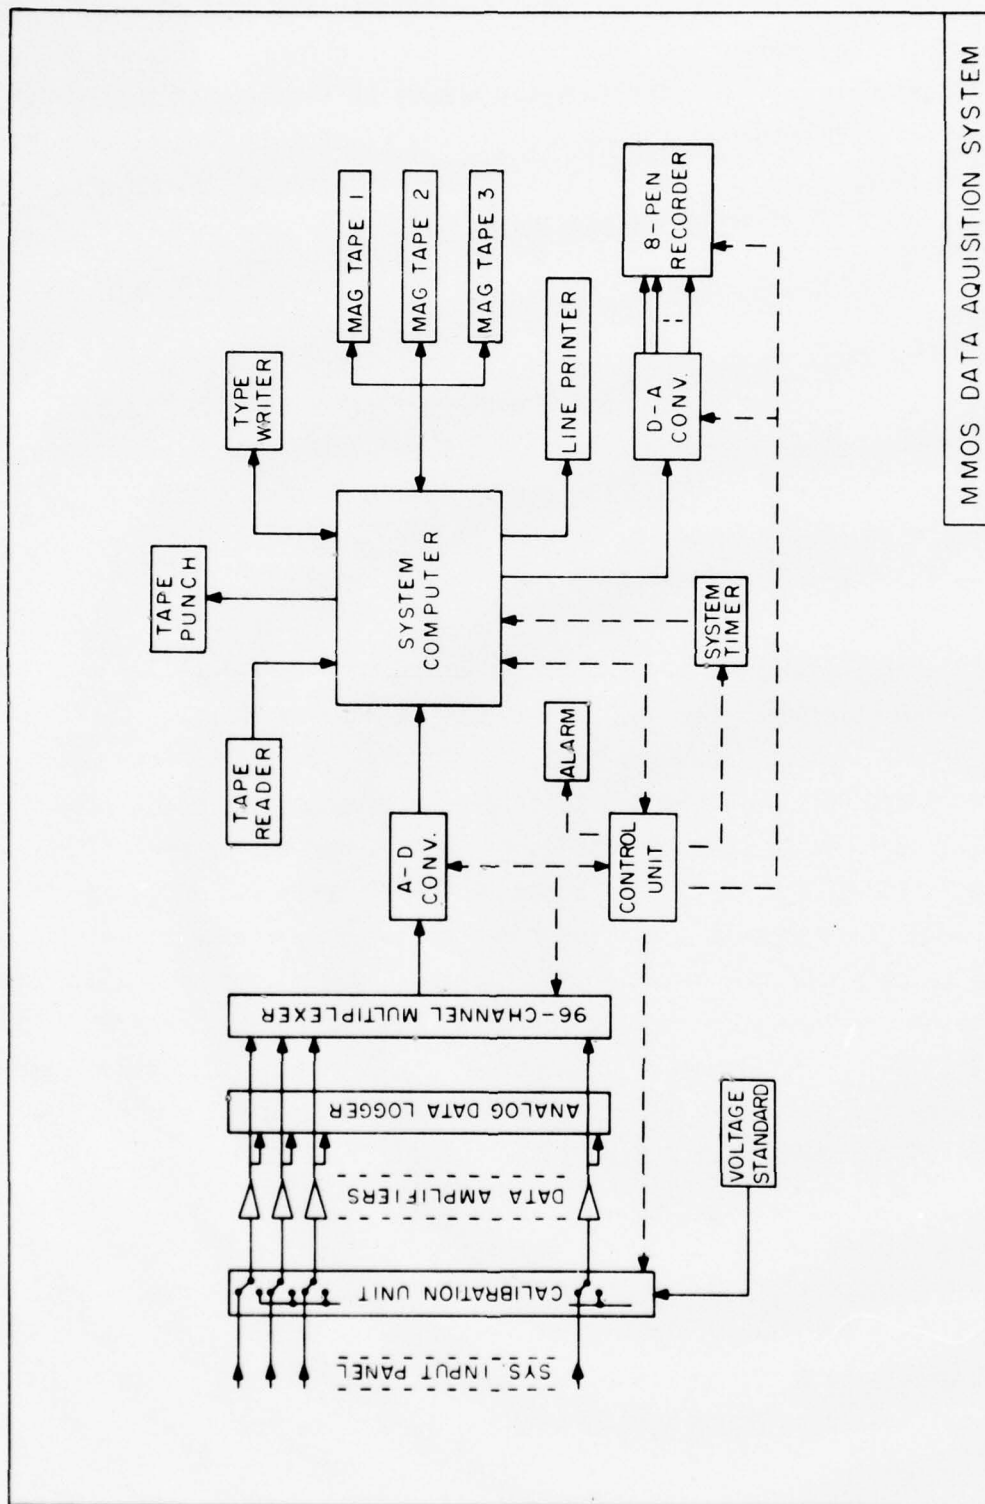 TAPE
PUNCH
TAPE
READER
TYPE
WRITER
MAG TAPE 1
MAG TAPE 2
MAG TAPE 3
SYSTEM
COMPUTER
A-D
CONV.
96-CHANNEL MULTIPLEXER
ANALOG DATA LOGGER
DATA AMPLIFIERS
CALIBRATION UNIT
SYS. INPUT PANEL
ALARM
LINE PRINTER
CONTROL
UNIT
D-A
CONV.
8-PEN
RECORDER
VOLTAGE
STANDARD
SYSTEM
TIMER
MMOS DATA AQUISITION SYSTEM